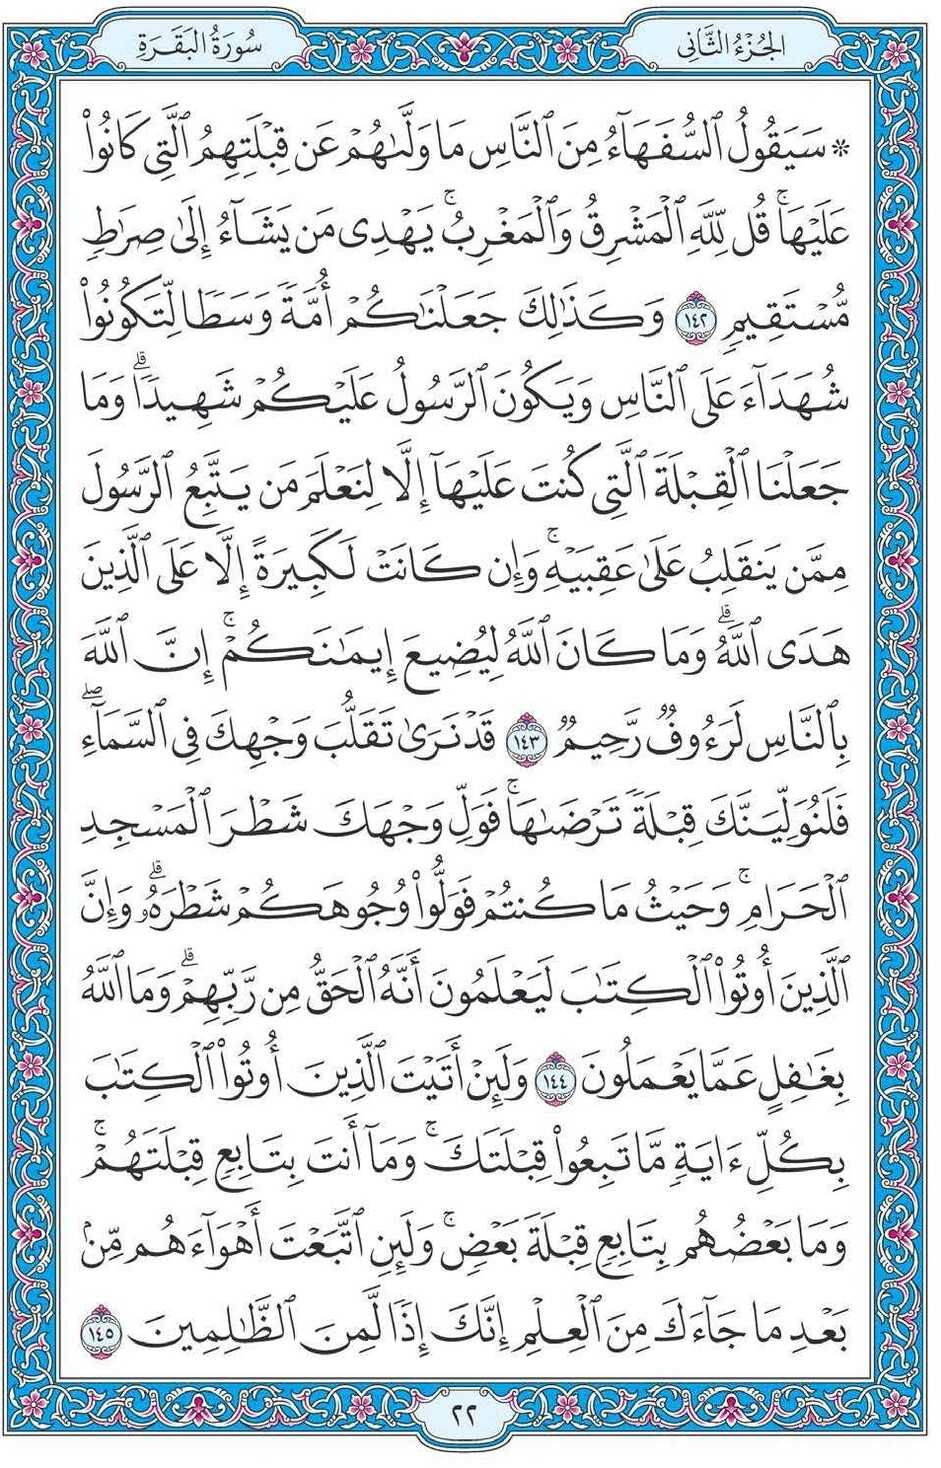 الجُزْءُ الثَّانِي
سُورَةُ البَقَرَةِ
۞ سَيَقُولُ ٱلسُّفَهَآءُ مِنَ ٱلنَّاسِ مَا وَلَّىٰهُمْ عَن قِبْلَتِهِمُ ٱلَّتِي كَانُوا۟
عَلَيْهَا ۚ قُل لِّلَّهِ ٱلْمَشْرِقُ وَٱلْمَغْرِبُ ۚ يَهْدِى مَن يَشَآءُ إِلَىٰ صِرَٰطٍ
مُّسْتَقِيمٍ ١٤٢ وَكَذَٰلِكَ جَعَلْنَٰكُمْ أُمَّةً وَسَطًا لِّتَكُونُوا۟
شُهَدَآءَ عَلَى ٱلنَّاسِ وَيَكُونَ ٱلرَّسُولُ عَلَيْكُمْ شَهِيدًا ۗ وَمَا
جَعَلْنَا ٱلْقِبْلَةَ ٱلَّتِي كُنتَ عَلَيْهَآ إِلَّا لِنَعْلَمَ مَن يَتَّبِعُ ٱلرَّسُولَ
مِمَّن يَنقَلِبُ عَلَىٰ عَقِبَيْهِ ۚ وَإِن كَانَتْ لَكَبِيرَةً إِلَّا عَلَى ٱلَّذِينَ
هَدَى ٱللَّهُ ۗ وَمَا كَانَ ٱللَّهُ لِيُضِيعَ إِيمَٰنَكُمْ ۚ إِنَّ ٱللَّهَ
بِٱلنَّاسِ لَرَءُوفٌ رَّحِيمٌ ١٤٣ قَدْ نَرَىٰ تَقَلُّبَ وَجْهِكَ فِي ٱلسَّمَآءِ ۖ
فَلَنُوَلِّيَنَّكَ قِبْلَةً تَرْضَىٰهَا ۚ فَوَلِّ وَجْهَكَ شَطْرَ ٱلْمَسْجِدِ
ٱلْحَرَامِ ۚ وَحَيْثُ مَا كُنتُمْ فَوَلُّوا۟ وُجُوهَكُمْ شَطْرَهُۥ ۗ وَإِنَّ
ٱلَّذِينَ أُوتُوا۟ ٱلْكِتَٰبَ لَيَعْلَمُونَ أَنَّهُ ٱلْحَقُّ مِن رَّبِّهِمْ ۗ وَمَا ٱللَّهُ
بِغَٰفِلٍ عَمَّا يَعْمَلُونَ ١٤٤ وَلَئِنْ أَتَيْتَ ٱلَّذِينَ أُوتُوا۟ ٱلْكِتَٰبَ
بِكُلِّ ءَايَةٍ مَّا تَبِعُوا۟ قِبْلَتَكَ ۚ وَمَآ أَنتَ بِتَابِعٍ قِبْلَتَهُمْ ۚ
وَمَا بَعْضُهُم بِتَابِعٍ قِبْلَةَ بَعْضٍ ۚ وَلَئِنِ ٱتَّبَعْتَ أَهْوَآءَهُم مِّنۢ
بَعْدِ مَا جَآءَكَ مِنَ ٱلْعِلْمِ إِنَّكَ إِذًا لَّمِنَ ٱلظَّٰلِمِينَ ١٤٥
٢٢